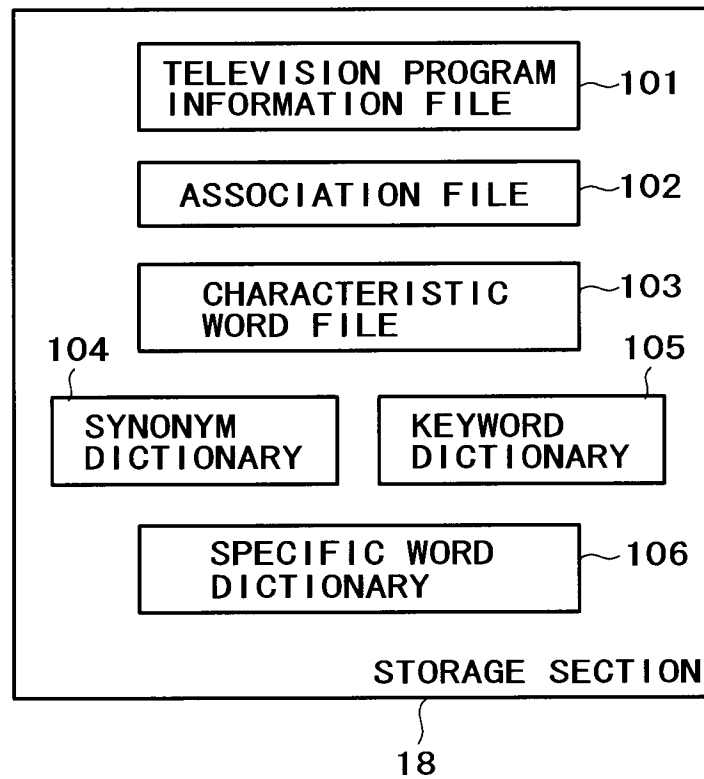 TELEVISION PROGRAM
INFORMATION FILE
101
ASSOCIATION FILE
102
CHARACTERISTIC
WORD FILE
103
104
SYNONYM
DICTIONARY
105
KEYWORD
DICTIONARY
SPECIFIC WORD
DICTIONARY
106
STORAGE SECTION
18